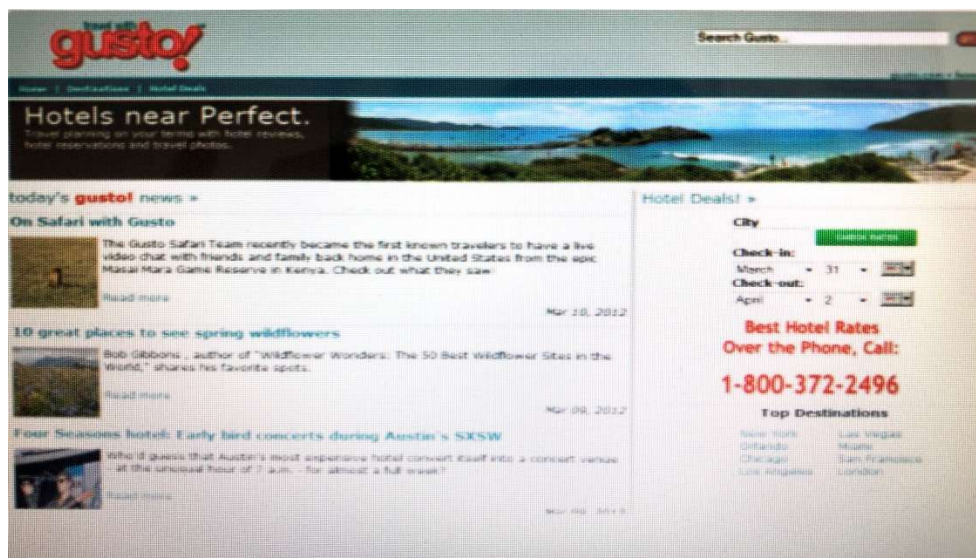 travel with
gusto!
Search Gusto...
Home | Destinations | Hotel Deals
Hotels near Perfect.
Travel planning on your terms with hotel reviews,
hotel reservations and travel photos.
today's gusto! news »
On Safari with Gusto
The Gusto Safari Team recently became the first known travelers to have a live
video chat with friends and family back home in the United States from the epic
Masai Mara Game Reserve in Kenya. Check out what they saw!
Read more
Mar 10, 2012
10 great places to see spring wildflowers
Bob Gibbons , author of "Wildflower Wonders: The 50 Best Wildflower Sites in the
World," shares his favorite spots.
Read more
Mar 09, 2012
Four Seasons hotel: Early bird concerts during Austin's SXSW
Who'd guess that Austin's most expensive hotel convert itself into a concert venue
- at the unusual hour of 7 a.m. - for almost a full week?
Read more
Hotel Deals! »
City
CHECK RATES
Check-in:
March 31
Check-out:
April 2
Best Hotel Rates
Over the Phone, Call:
1-800-372-2496
Top Destinations
New York Las Vegas
Orlando Miami
Chicago San Francisco
Los Angeles London